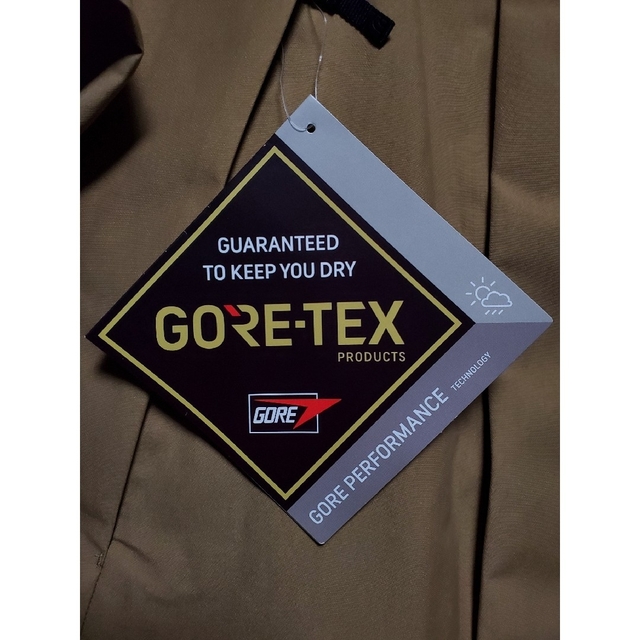 GUARANTEED
TO KEEP YOU DRY
GORE-TEX
PRODUCTS
GORE
GORE PERFORMANCE TECHNOLOGY